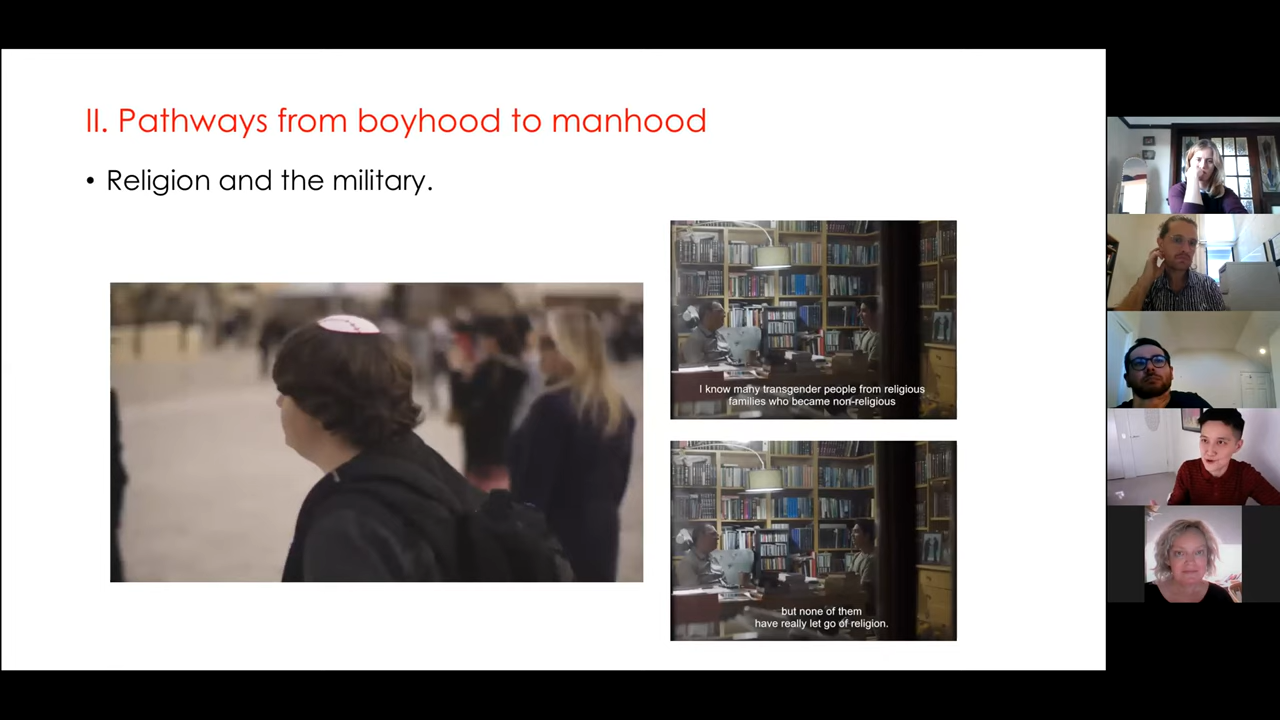 II. Pathways from boyhood to manhood
• Religion and the military.
I know many transgender people from religious
families who became non-religious
but none of them
have really let go of religion.